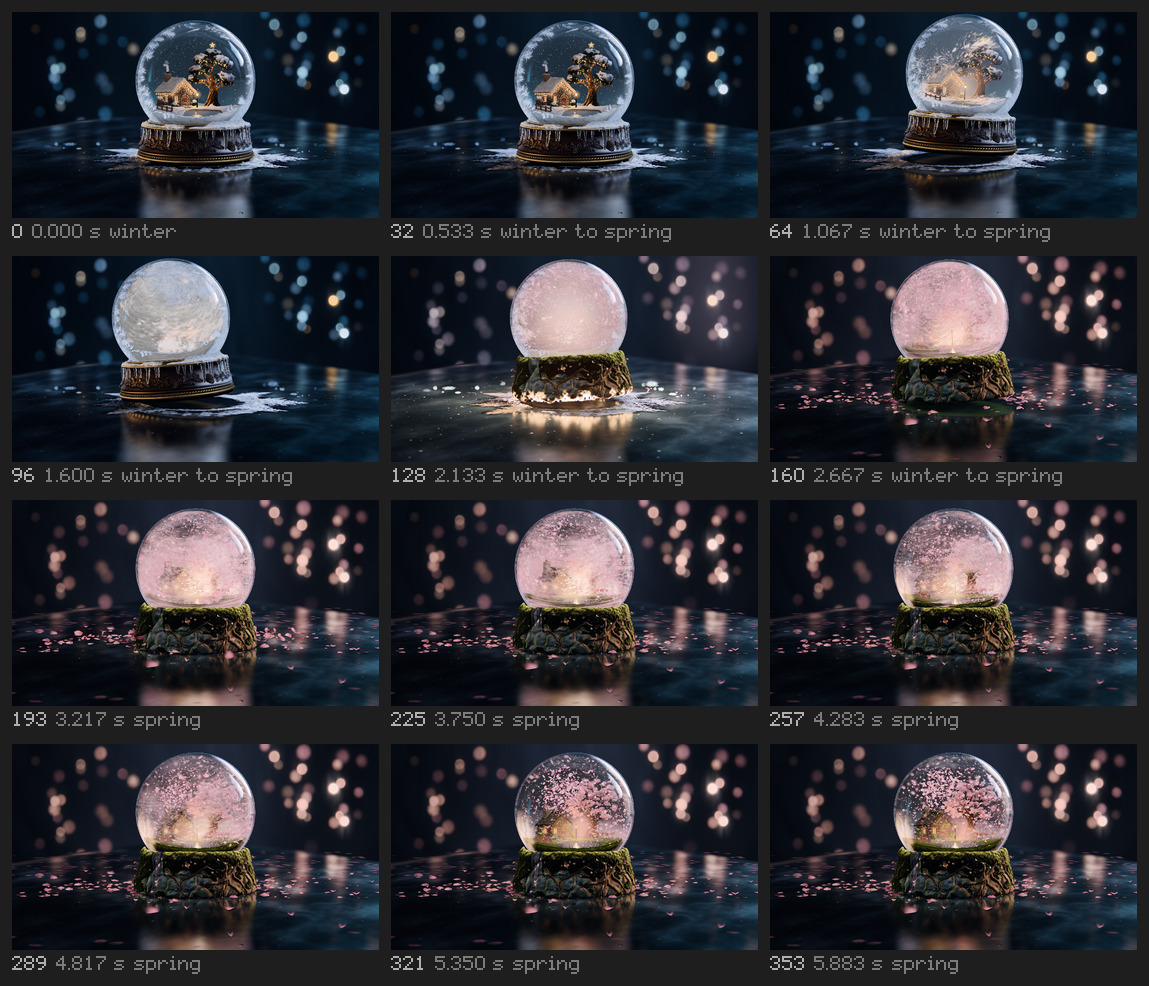 0 0.000 s winter
32 0.533 s winter to spring
64 1.067 s winter to spring
96 1.600 s winter to spring
128 2.133 s winter to spring
160 2.667 s winter to spring
193 3.217 s spring
225 3.750 s spring
257 4.283 s spring
289 4.817 s spring
321 5.350 s spring
353 5.883 s spring